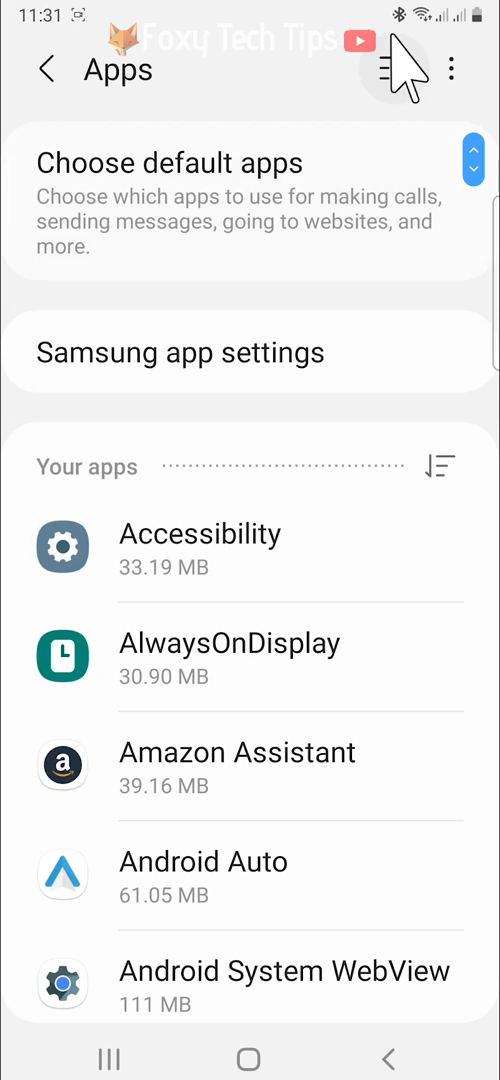 11:31
Foxy Tech Tips
Apps
Choose default apps
Choose which apps to use for making calls,
sending messages, going to websites, and
more.
Samsung app settings
Your apps
Accessibility
33.19 MB
AlwaysOnDisplay
30.90 MB
Amazon Assistant
39.16 MB
Android Auto
61.05 MB
Android System WebView
111 MB